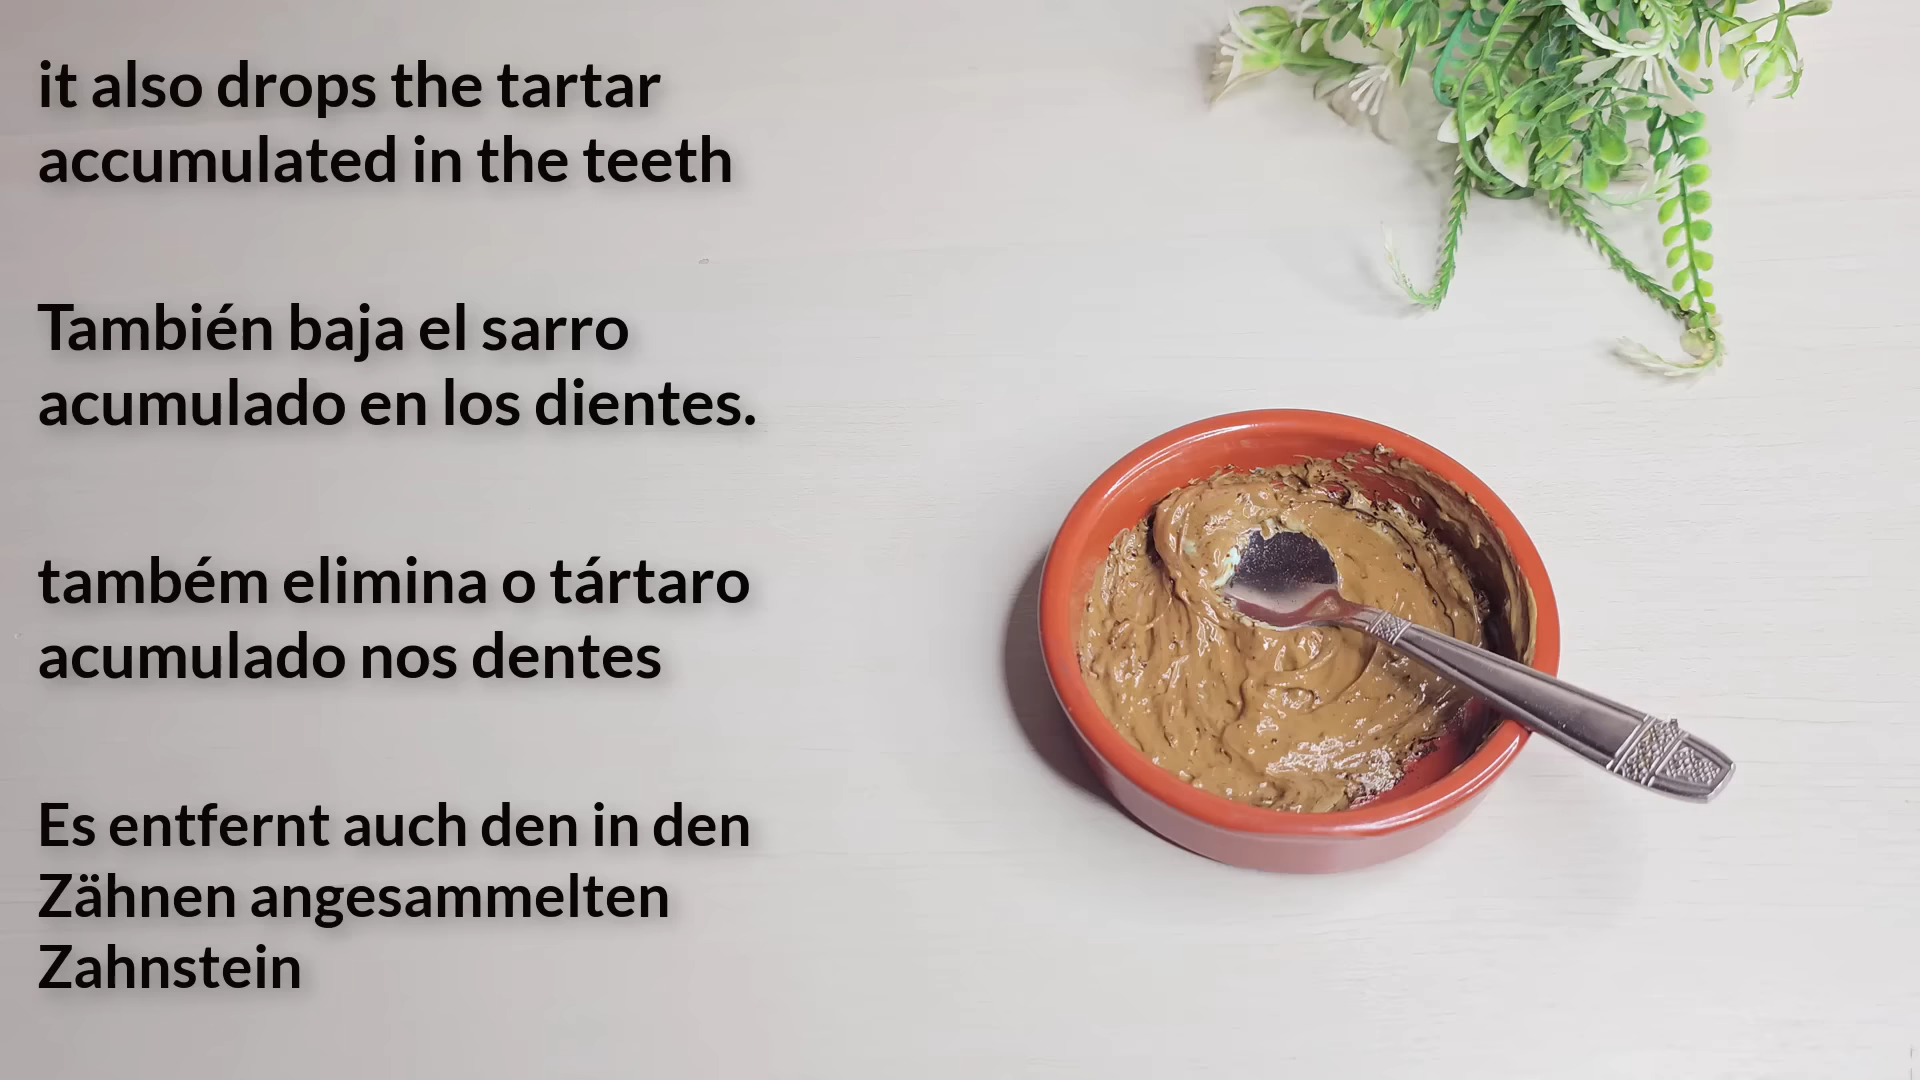 it also drops the tartar
accumulated in the teeth
También baja el sarro
acumulado en los dientes.
também elimina o tártaro
acumulado nos dentes
Es entfernt auch den in den
Zähnen angesammelten
Zahnstein